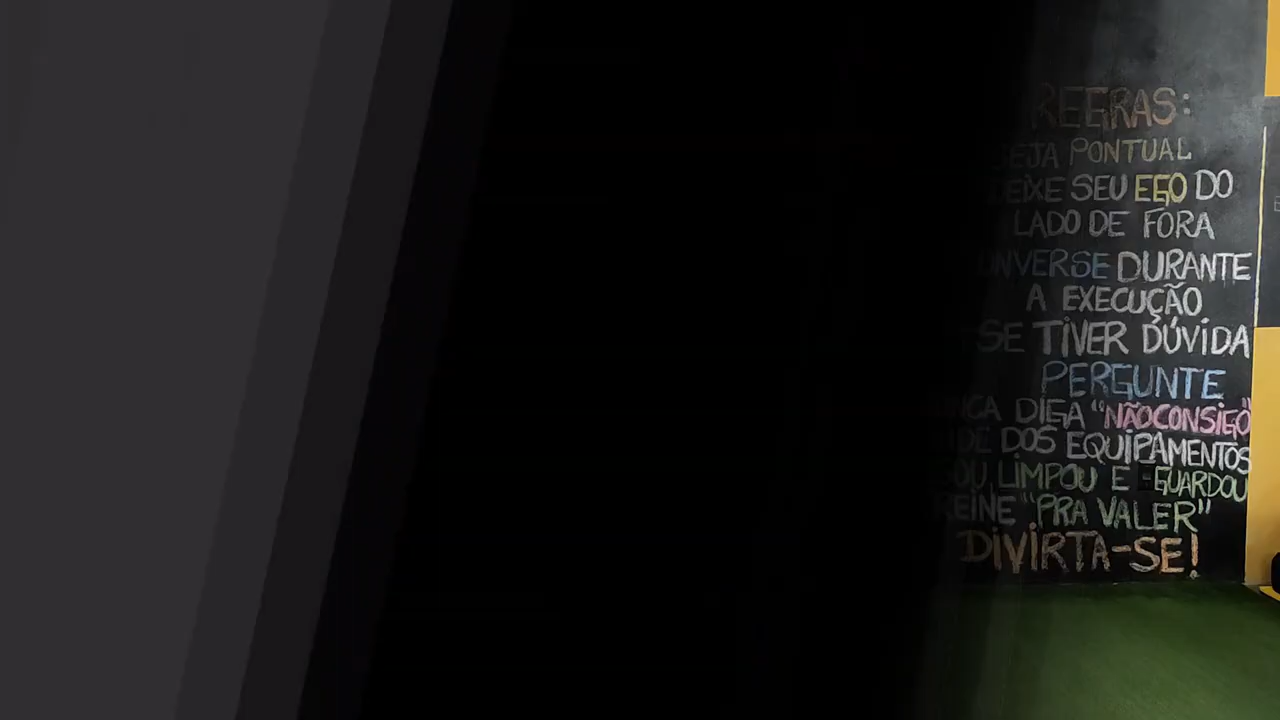 REGRAS:
SEJA PONTUAL
DEIXE SEU EGO DO
LADO DE FORA
CONVERSE DURANTE
A EXECUÇÃO
SE TIVER DÚVIDA
PERGUNTE
DIGA "NÃO CONSIGO"
DOS EQUIPAMENTOS
LIMPOU E GUARDOU
"PRA VALER"
DIVIRTA-SE!